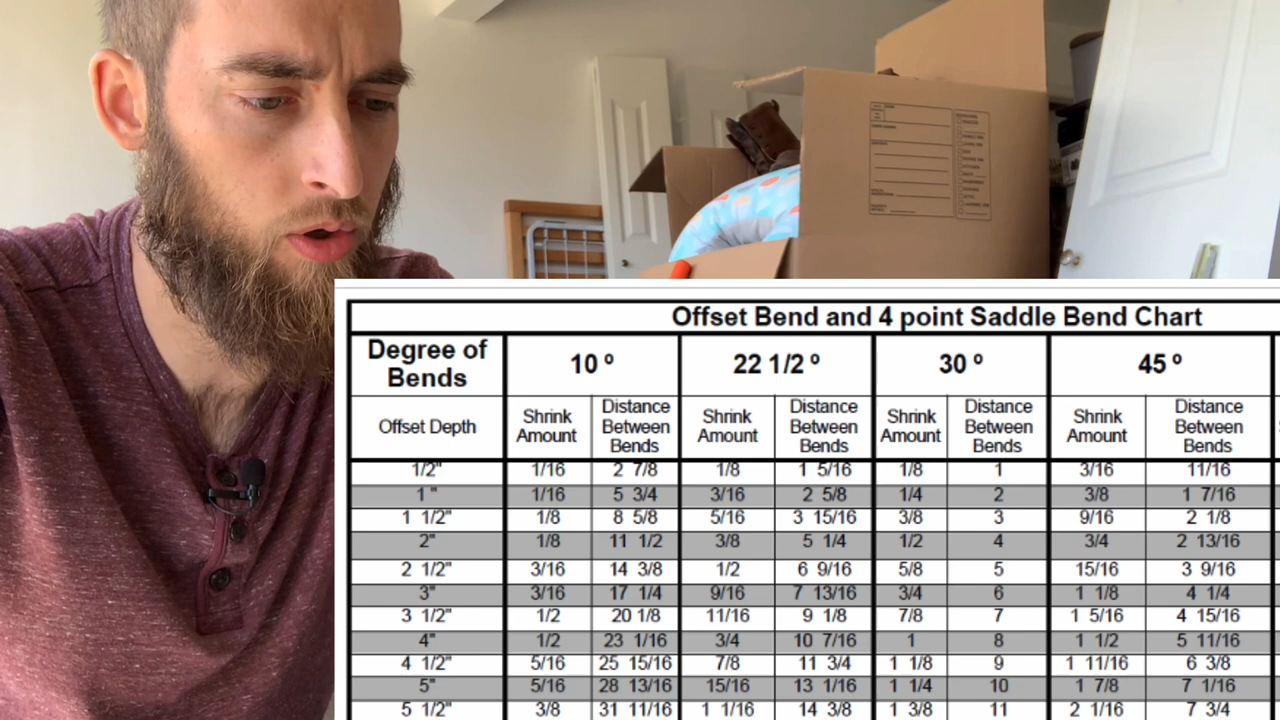 Offset Bend and 4 point Saddle Bend Chart
Degree of Bends 10 º 22 1/2 º 30 º 45 º
Offset Depth Shrink Amount Distance Between Bends Shrink Amount Distance Between Bends Shrink Amount Distance Between Bends Shrink Amount Distance Between Bends
1/2" 1/16 2 7/8 1/8 1 5/16 1/8 1 3/16 11/16
1 " 1/16 5 3/4 3/16 2 5/8 1/4 2 3/8 1 7/16
1 1/2" 1/8 8 5/8 5/16 3 15/16 3/8 3 9/16 2 1/8
2" 1/8 11 1/2 3/8 5 1/4 1/2 4 3/4 2 13/16
2 1/2" 3/16 14 3/8 1/2 6 9/16 5/8 5 15/16 3 9/16
3" 3/16 17 1/4 9/16 7 13/16 3/4 6 1 1/8 4 1/4
3 1/2" 1/2 20 1/8 11/16 9 1/8 7/8 7 1 5/16 4 15/16
4" 1/2 23 1/16 3/4 10 7/16 1 8 1 1/2 5 11/16
4 1/2" 5/16 25 15/16 7/8 11 3/4 1 1/8 9 1 11/16 6 3/8
5" 5/16 28 13/16 15/16 13 1/16 1 1/4 10 1 7/8 7 1/16
5 1/2" 3/8 31 11/16 1 1/16 14 3/8 1 3/8 11 2 1/16 7 3/4